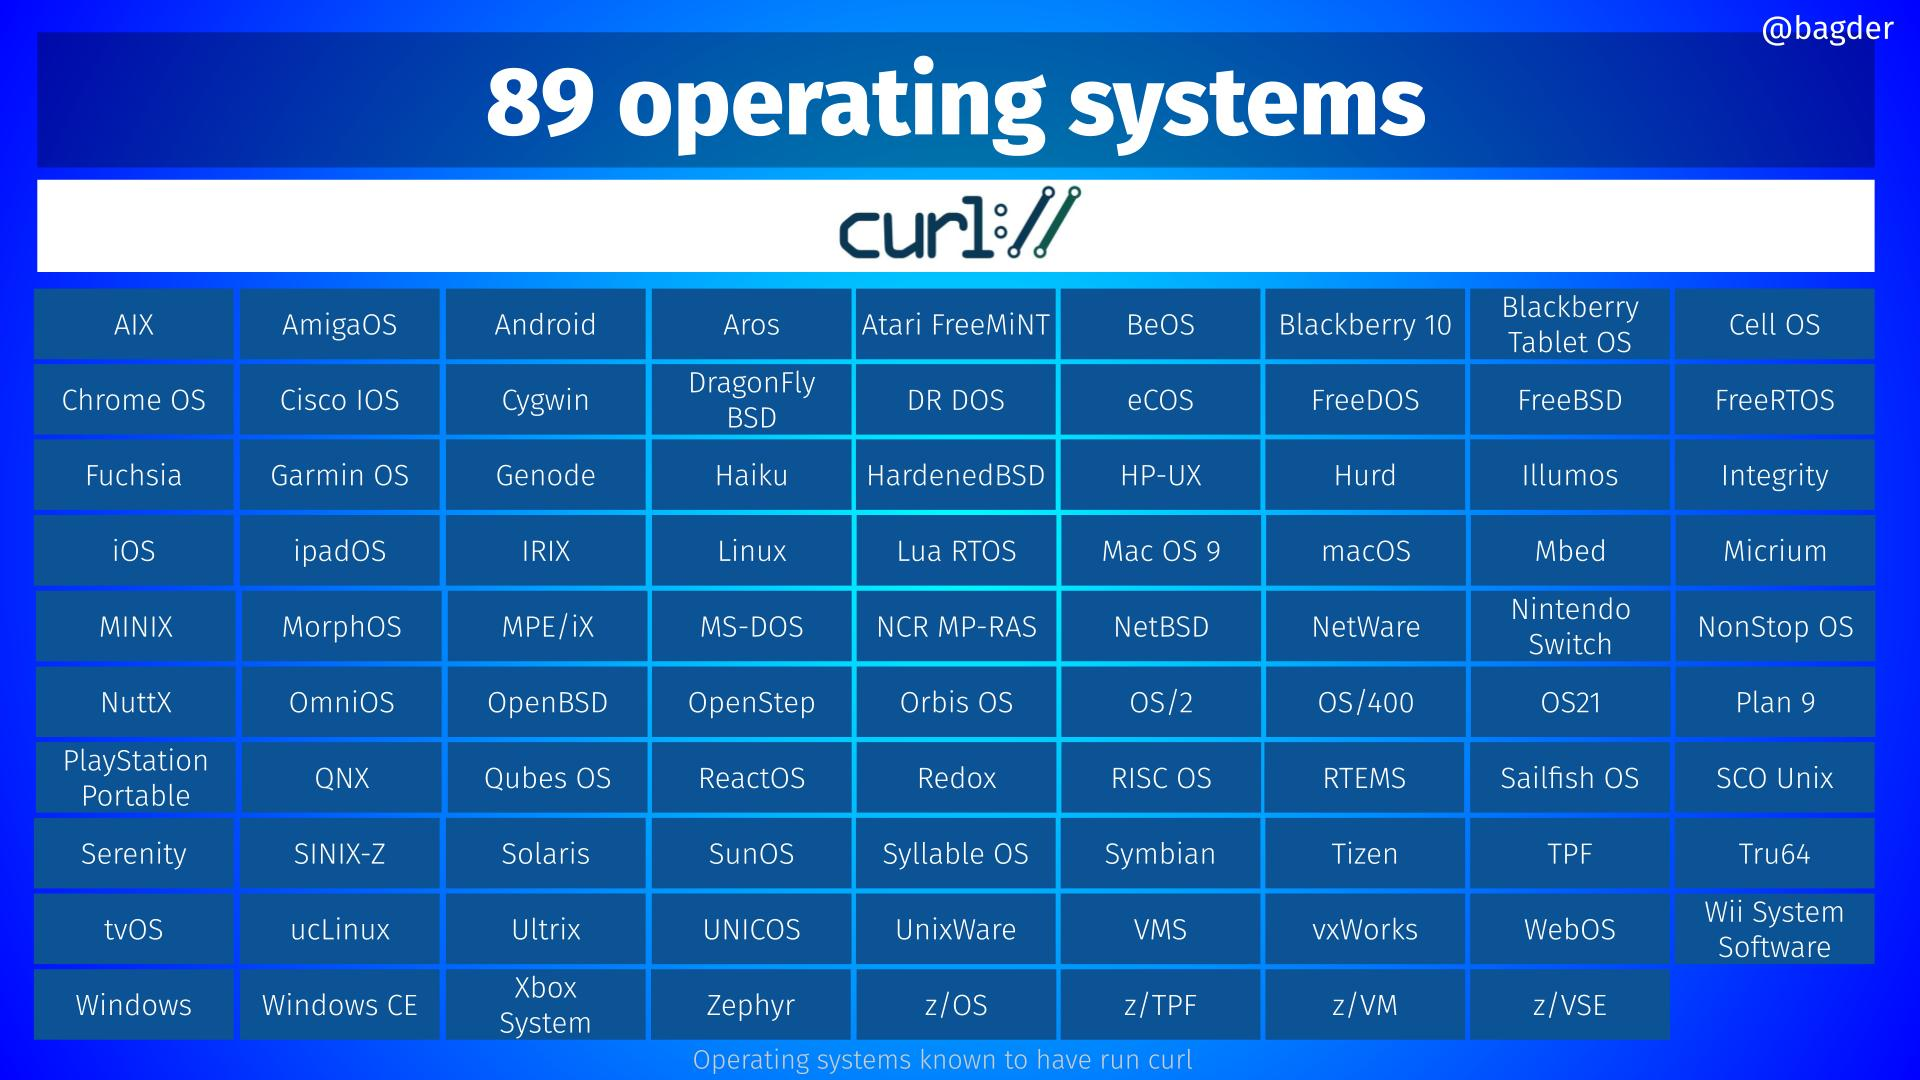 @bagder
89 operating systems
curl://
AIX
AmigaOS
Android
Aros
Atari FreeMiNT
BeOS
Blackberry 10
Blackberry
Tablet OS
Cell OS
Chrome OS
Cisco IOS
Cygwin
DragonFly
BSD
DR DOS
eCOS
FreeDOS
FreeBSD
FreeRTOS
Fuchsia
Garmin OS
Genode
Haiku
HardenedBSD
HP-UX
Hurd
Illumos
Integrity
iOS
ipadOS
IRIX
Linux
Lua RTOS
Mac OS 9
macOS
Mbed
Micrium
MINIX
MorphOS
MPE/iX
MS-DOS
NCR MP-RAS
NetBSD
NetWare
Nintendo
Switch
NonStop OS
NuttX
OmniOS
OpenBSD
OpenStep
Orbis OS
OS/2
OS/400
OS21
Plan 9
PlayStation
Portable
QNX
Qubes OS
ReactOS
Redox
RISC OS
RTEMS
Sailfish OS
SCO Unix
Serenity
SINIX-Z
Solaris
SunOS
Syllable OS
Symbian
Tizen
TPF
Tru64
tvOS
ucLinux
Ultrix
UNICOS
UnixWare
VMS
vxWorks
WebOS
Wii System
Software
Windows
Windows CE
Xbox
System
Zephyr
z/OS
z/TPF
z/VM
z/VSE
Operating systems known to have run curl